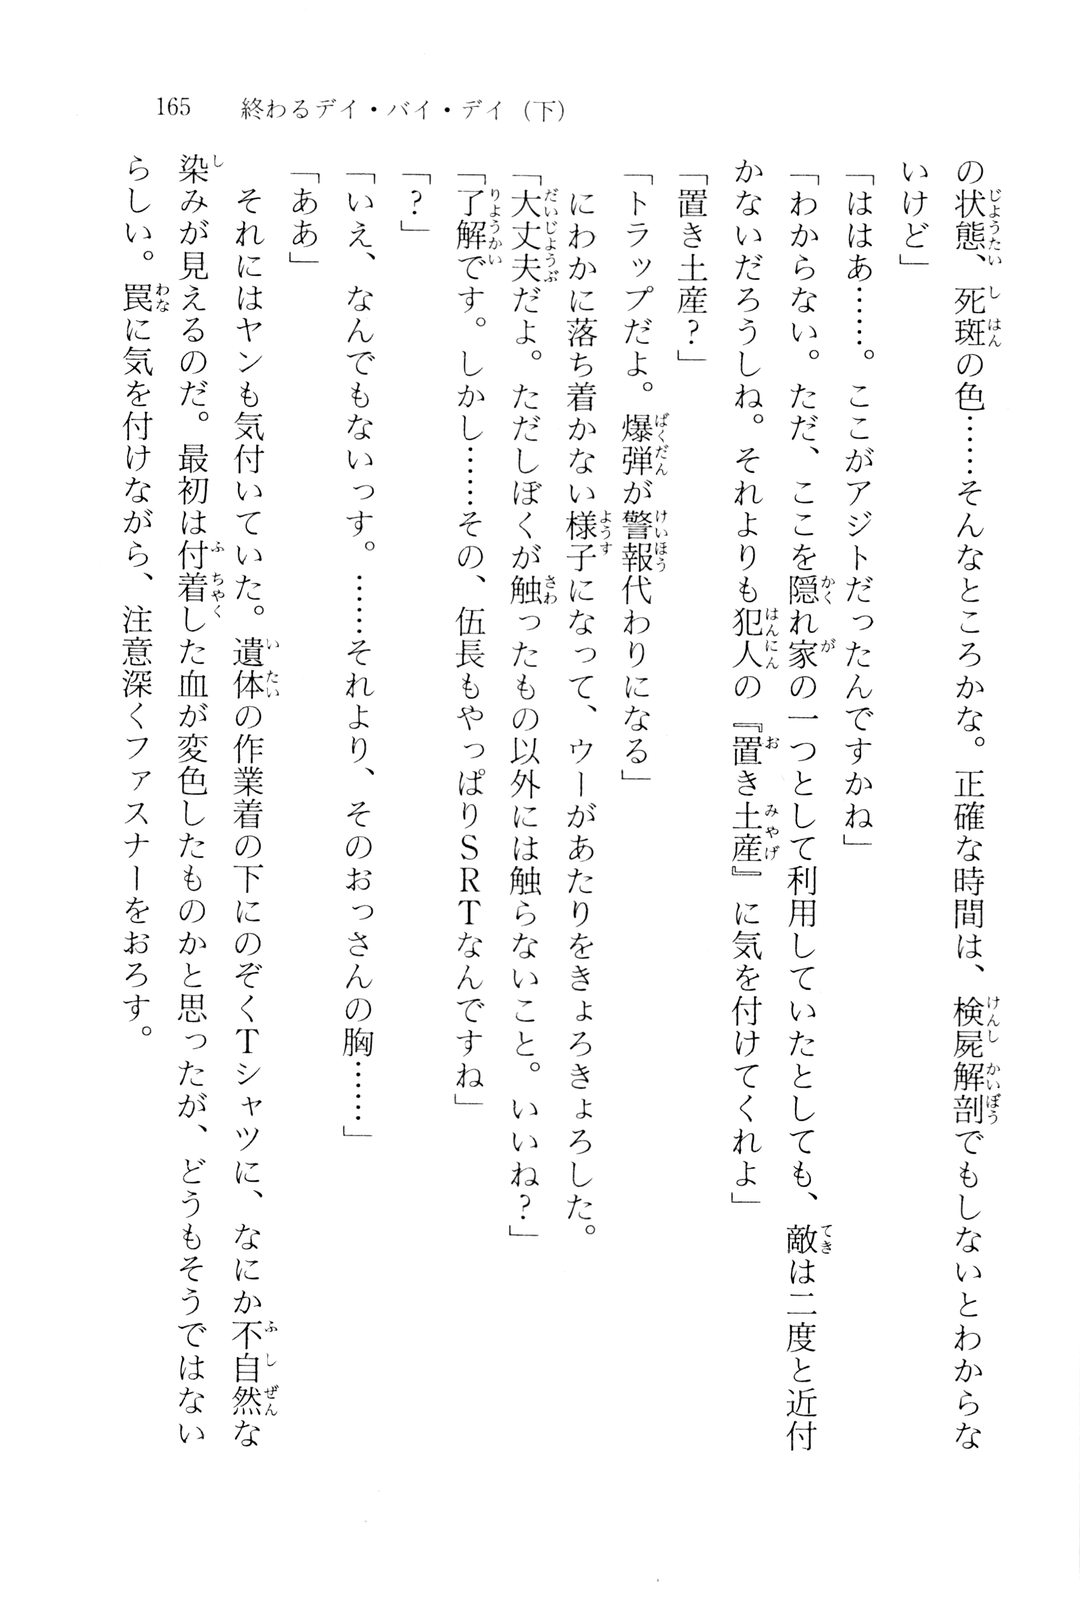 165　終わるデイ・バイ・デイ（下）
の状態、死斑の色……そんなところかな。正確な時間は、検屍解剖でもしないとわからな
いけど」
「ははあ……。ここがアジトだったんですかね」
「わからない。ただ、ここを隠れ家の一つとして利用していたとしても、敵は二度と近付
かないだろうしね。それよりも犯人の『置き土産』に気を付けてくれよ」
「置き土産？」
「トラップだよ。爆弾が警報代わりになる」
　にわかに落ち着かない様子になって、ウーがあたりをきょろきょろした。
「大丈夫だよ。ただしぼくが触ったもの以外には触らないこと。いいね？」
「了解です。しかし……その、伍長もやっぱりＳＲＴなんですね」
「？」
「いえ、なんでもないっす。……それより、そのおっさんの胸……」
「ああ」
　それにはヤンも気付いていた。遺体の作業着の下にのぞくＴシャツに、なにか不自然な
染みが見えるのだ。最初は付着した血が変色したものかと思ったが、どうもそうではない
らしい。罠に気を付けながら、注意深くファスナーをおろす。